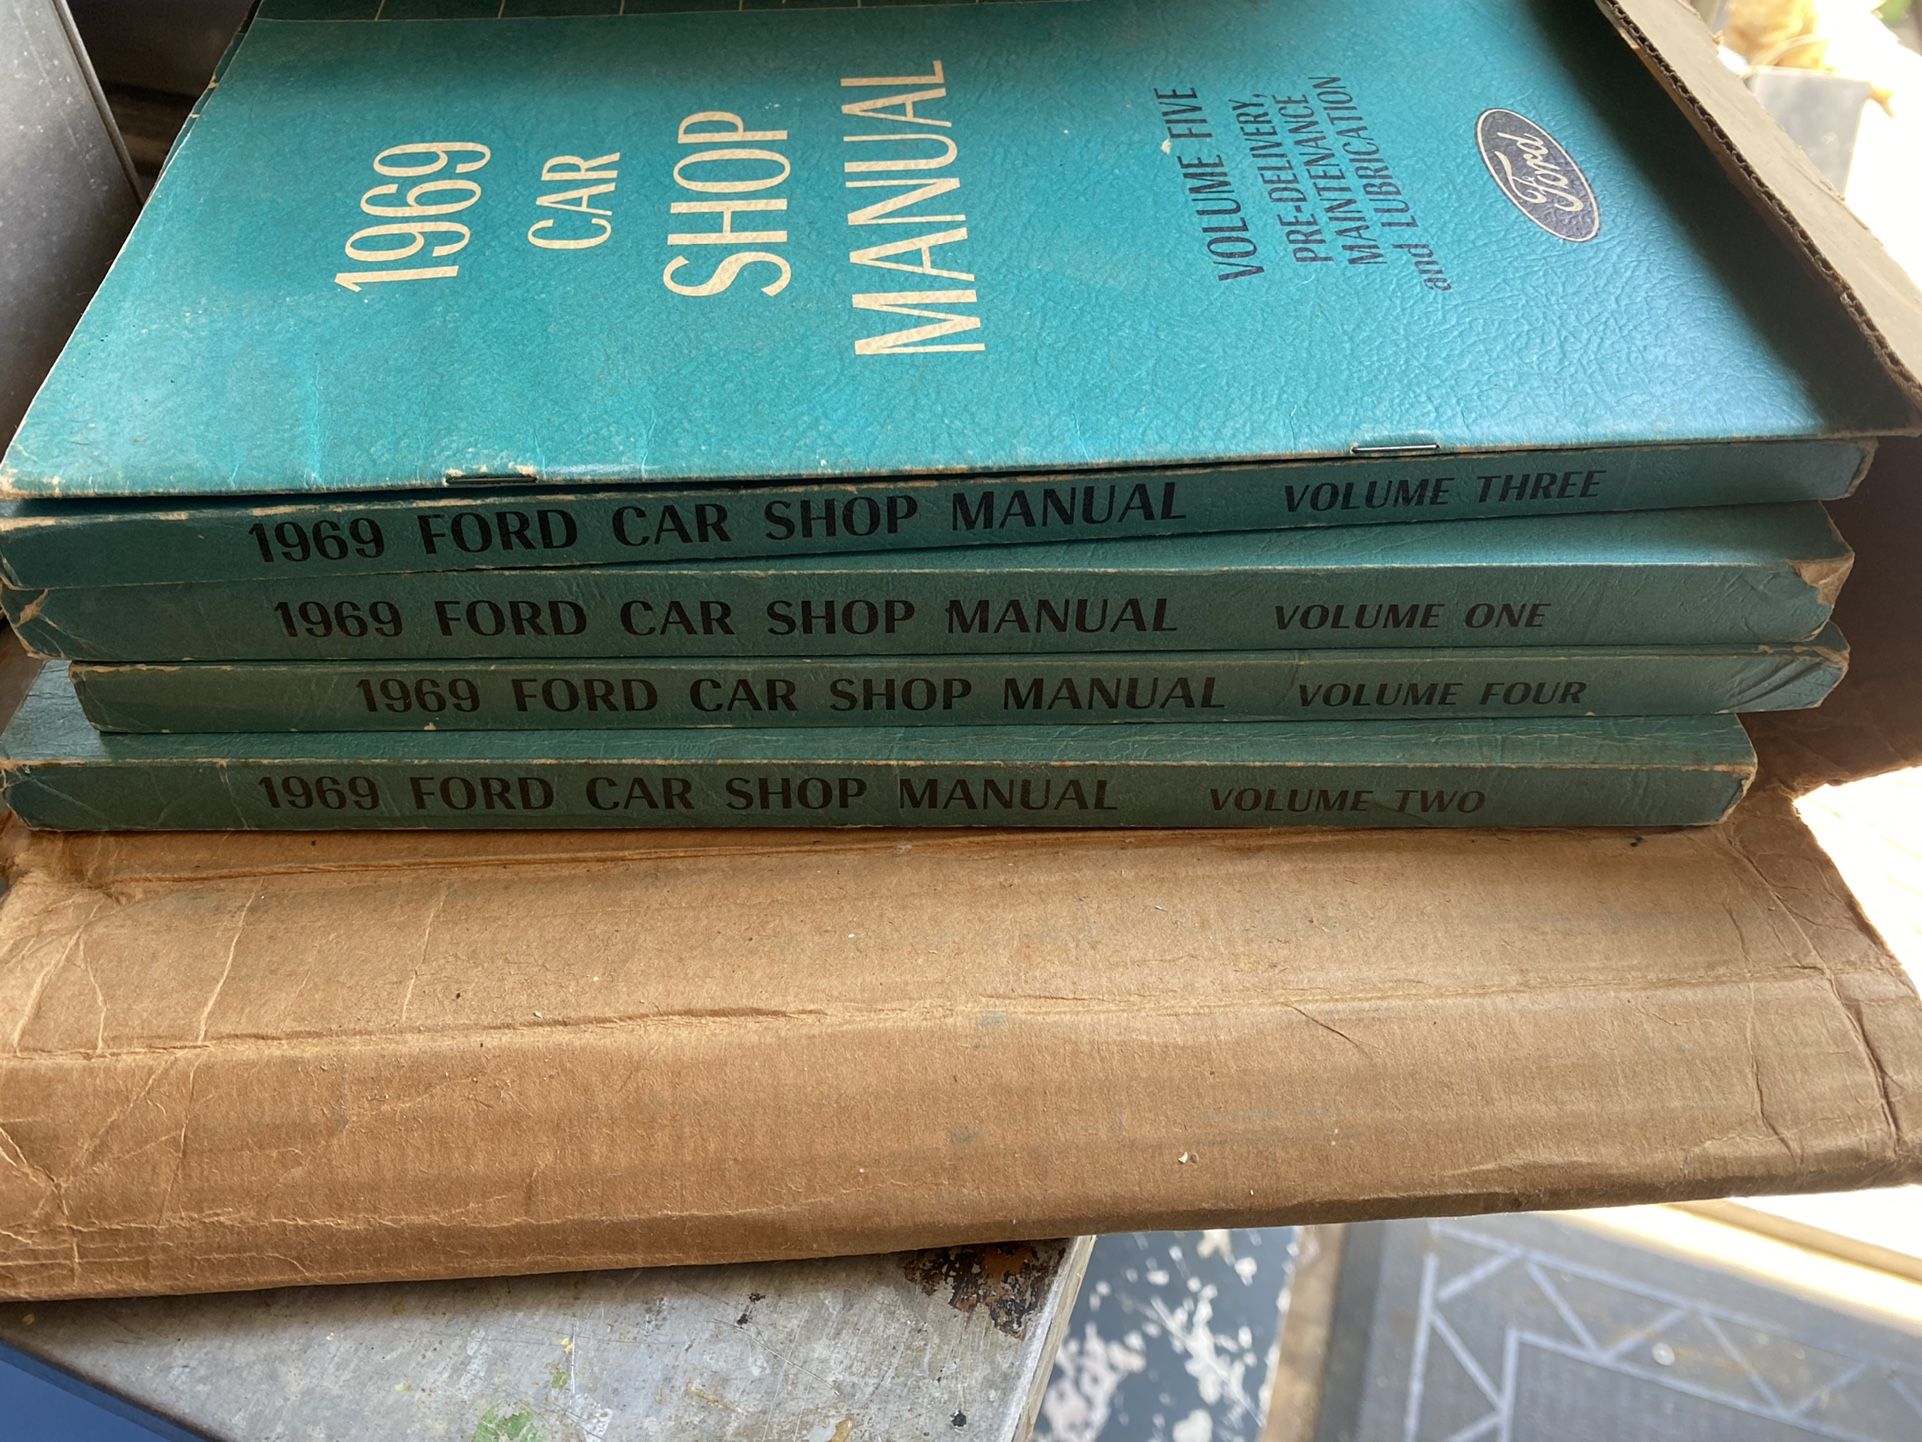 1969
CAR
SHOP
MANUAL
VOLUME FIVE
PRE-DELIVERY,
MAINTENANCE
and LUBRICATION
Ford
1969 FORD CAR SHOP MANUAL VOLUME THREE
1969 FORD CAR SHOP MANUAL VOLUME ONE
1969 FORD CAR SHOP MANUAL VOLUME FOUR
1969 FORD CAR SHOP MANUAL VOLUME TWO